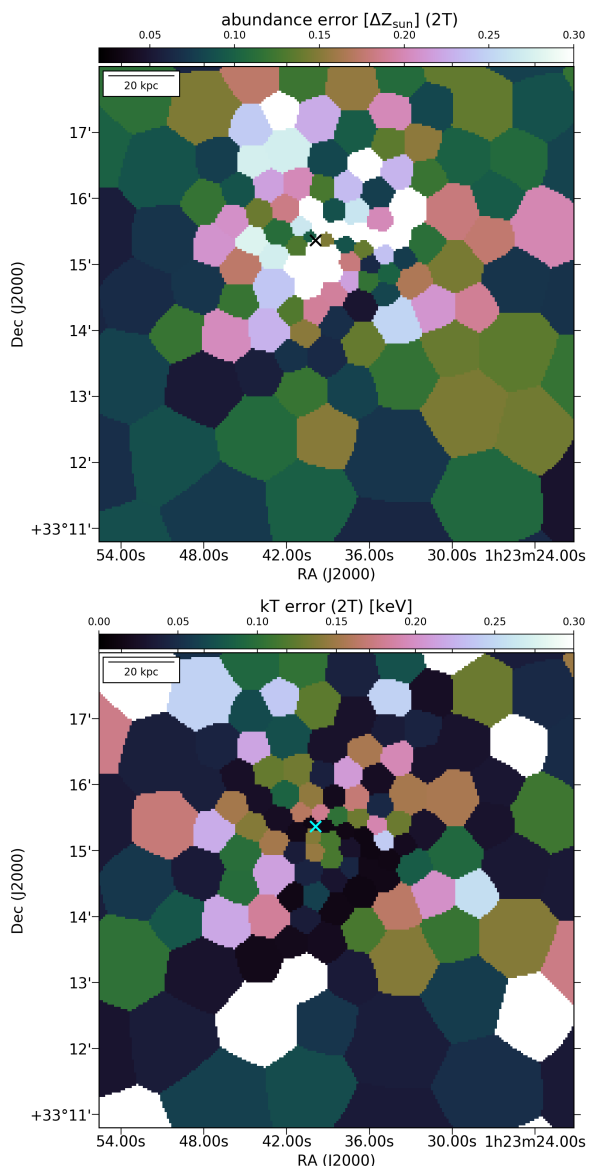 abundance error [ΔZsun] (2T)
0.05 0.10 0.15 0.20 0.25 0.30
20 kpc
17'
16'
15'
14'
13'
12'
+33°11'
Dec (J2000)
54.00s 48.00s 42.00s 36.00s 30.00s 1h23m24.00s
RA (J2000)
kT error (2T) [keV]
0.00 0.05 0.10 0.15 0.20 0.25 0.30
20 kpc
17'
16'
15'
14'
13'
12'
+33°11'
Dec (J2000)
54.00s 48.00s 42.00s 36.00s 30.00s 1h23m24.00s
RA (J2000)